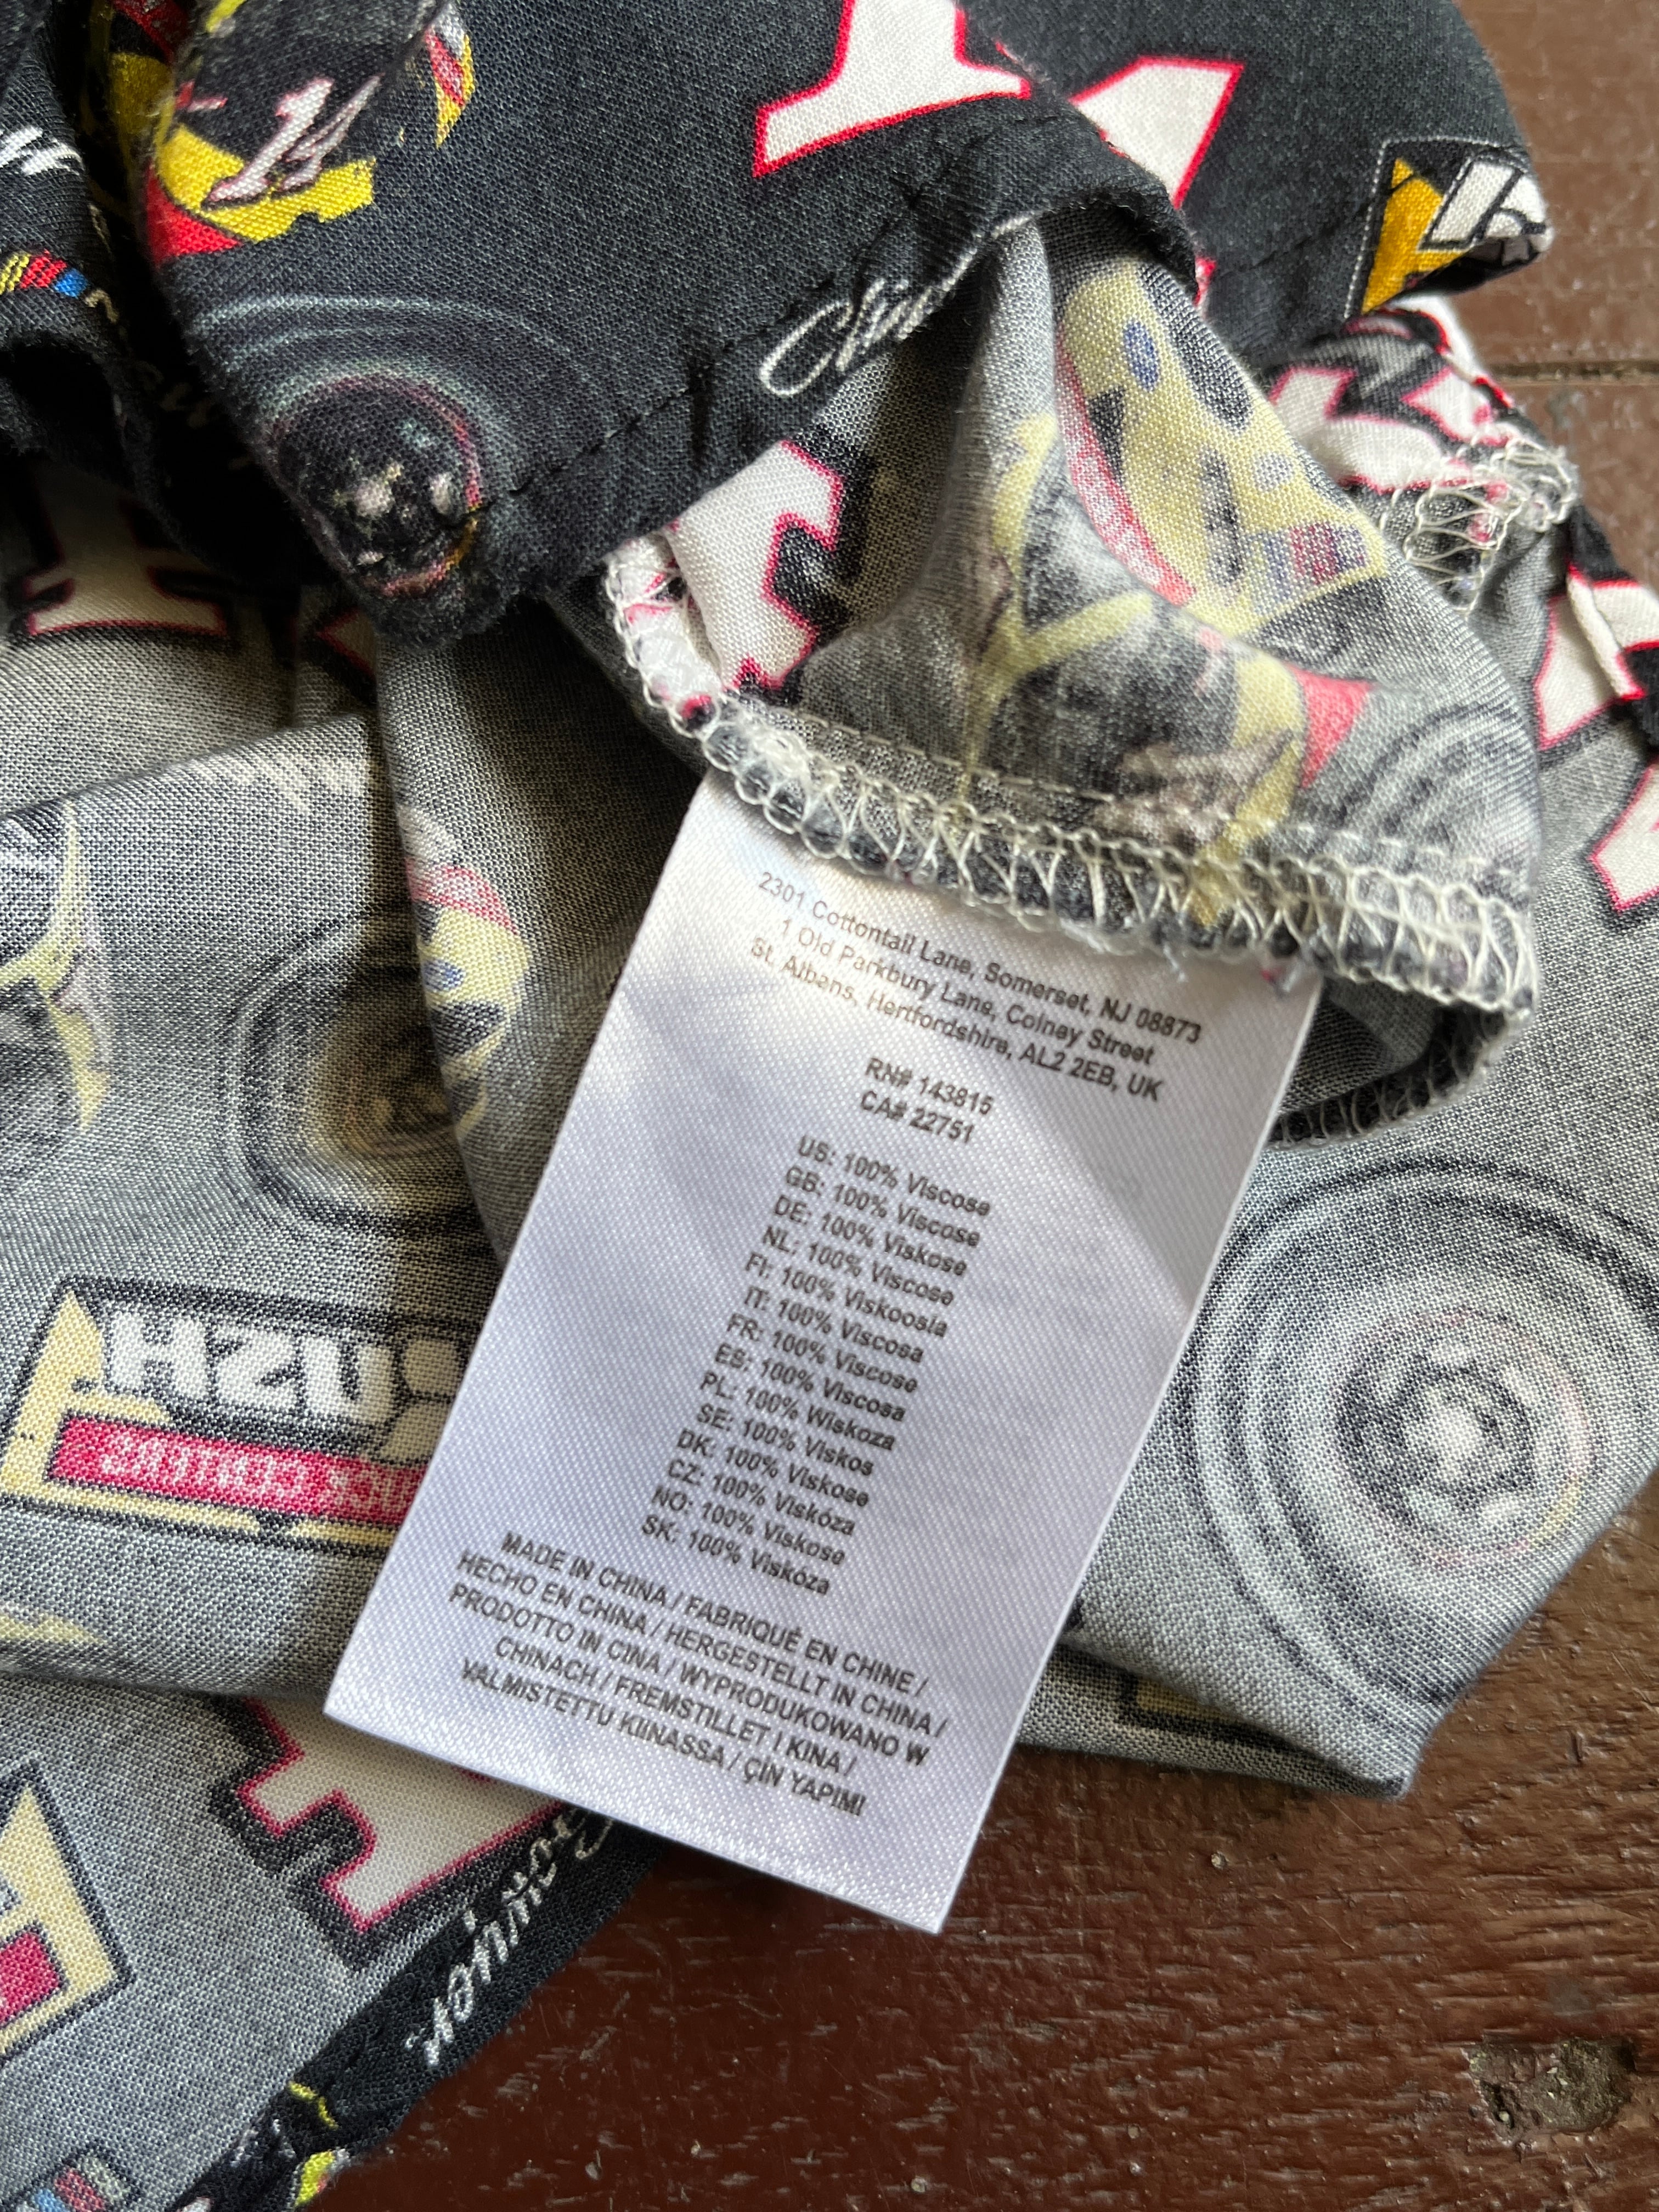 14
Clint
2301 Cottontail Lane, Somerset, NJ 08873
1 Old Parkbury Lane, Colney Street
St. Albans, Hertfordshire, AL2 2EB, UK
RN# 143815
CA# 22751
US: 100% Viscose
GB: 100% Viscose
DE: 100% Viskose
NL: 100% Viscose
FI: 100% Viskoosia
IT: 100% Viscosa
FR: 100% Viscose
ES: 100% Viscosa
PL: 100% Wiskoza
SE: 100% Viskos
DK: 100% Viskose
CZ: 100% Viskóza
NO: 100% Viskose
SK: 100% Viskóza
MADE IN CHINA / FABRIQUÉ EN CHINE /
HECHO EN CHINA / HERGESTELLT IN CHINA /
PRODOTTO IN CINA / WYPRODUKOWANO W
CHINACH / FREMSTILLET I KINA /
VALMISTETTU KIINASSA / ÇIN YAPIMI
Bowyer.